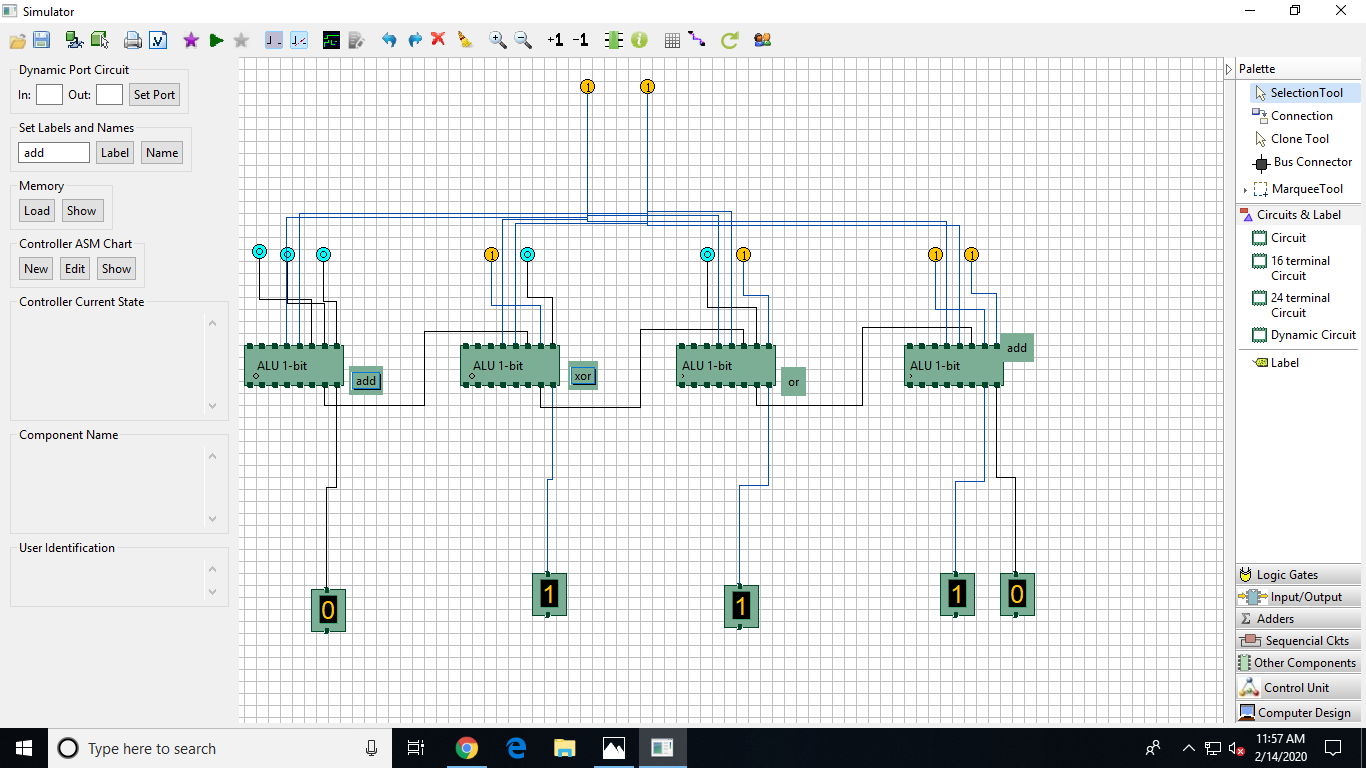 Simulator
+1 -1
Dynamic Port Circuit
In: Out: Set Port
Set Labels and Names
add Label Name
Memory
Load Show
Controller ASM Chart
New Edit Show
Controller Current State
Component Name
User Identification
1 1
0 0 0 1 0 0 1 1 1
ALU 1-bit add
ALU 1-bit xor
ALU 1-bit or
ALU 1-bit add
0 1 1 1 0
Palette
SelectionTool
Connection
Clone Tool
Bus Connector
MarqueeTool
Circuits & Label
Circuit
16 terminal
Circuit
24 terminal
Circuit
Dynamic Circuit
Label
Logic Gates
Input/Output
Σ Adders
Sequencial Ckts
Other Components
Control Unit
Computer Design
Type here to search
11:57 AM
2/14/2020